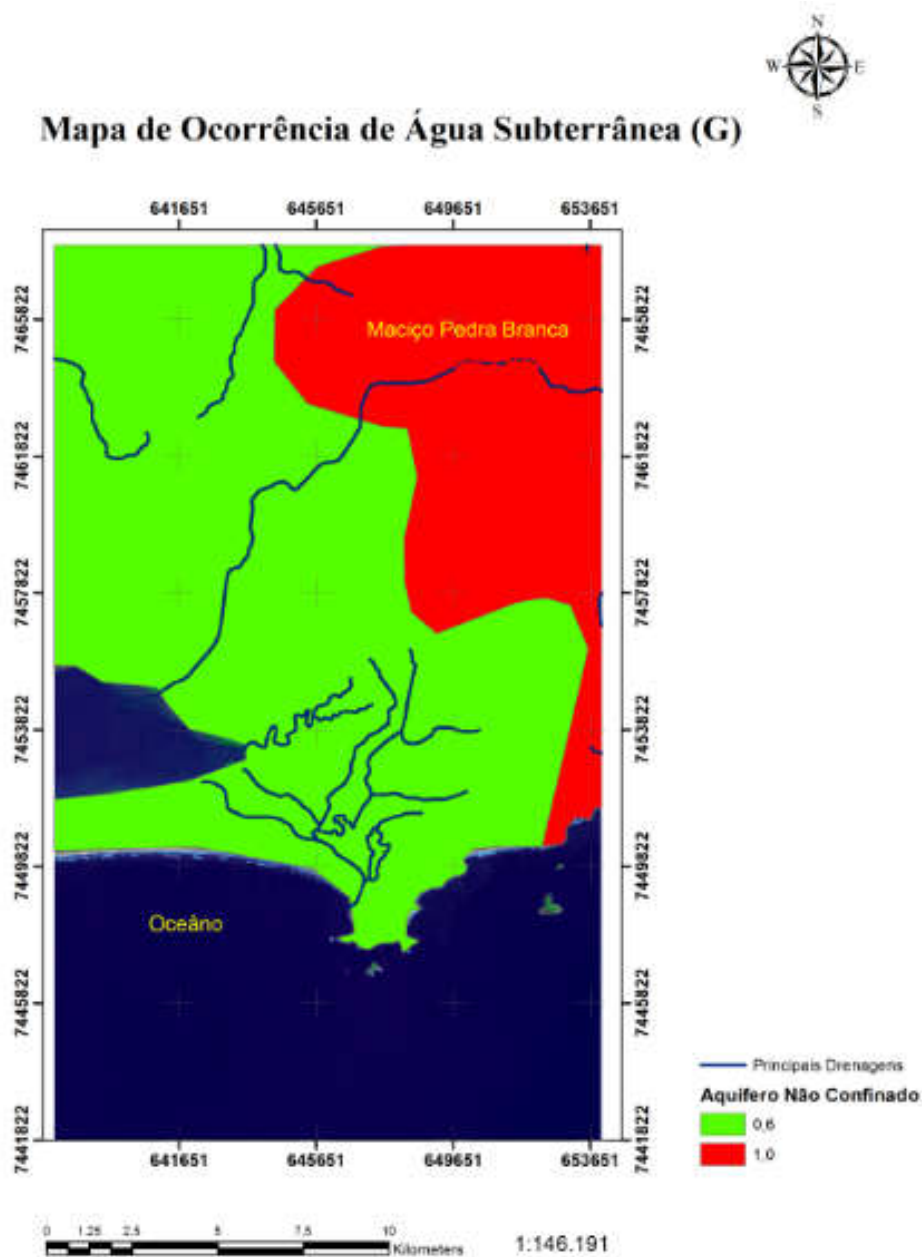 N
W E
S
Mapa de Ocorrência de Água Subterrânea (G)
641651 645651 649651 653651
7465822 7465822
Maciço Pedra Branca
7461822 7461822
7457822 7457822
7453822 7453822
7449822 7449822
Oceâno
7445822 7445822
7441822 7441822
641651 645651 649651 653651
Principais Drenagens
Aquifero Não Confinado
0,6
1,0
0 1.25 2.5 5 7.5 10
Kilometers
1:146.191